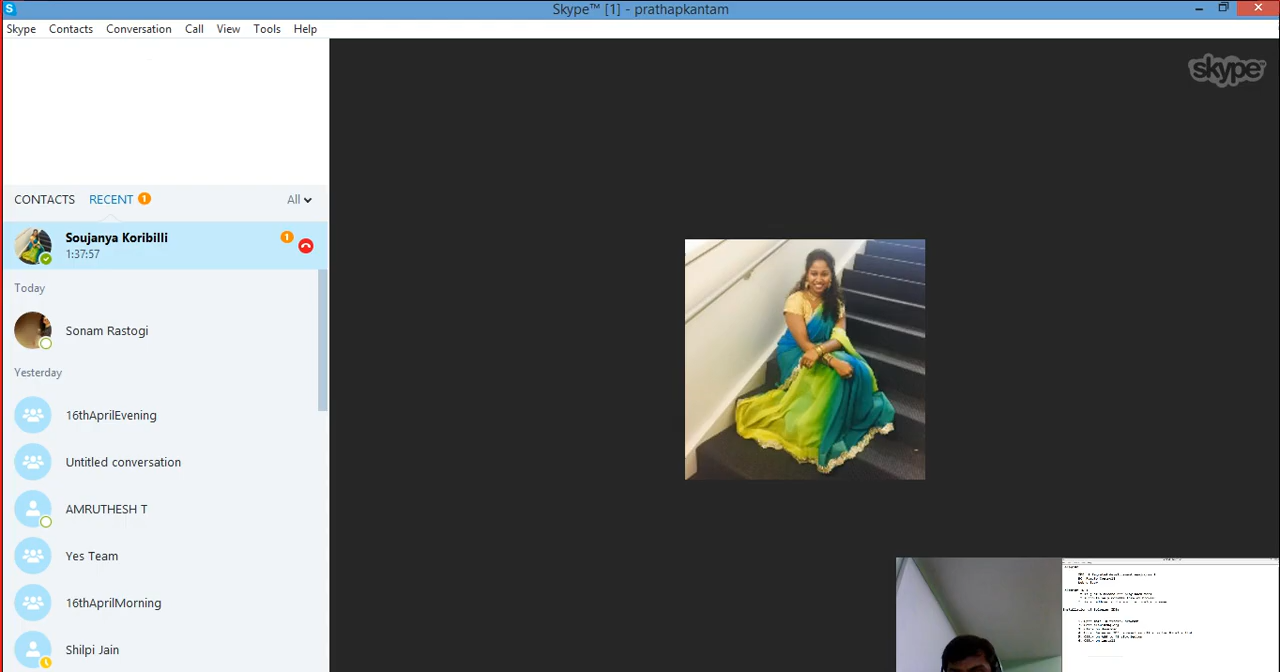 Skype™ [1] - prathapkantam
Skype Contacts Conversation Call View Tools Help
skype
CONTACTS RECENT 1 All
Soujanya Koribilli 1
1:37:57
Today
Sonam Rastogi
Yesterday
16thAprilEvening
Untitled conversation
AMRUTHESH T
Yes Team
16thAprilMorning
Shilpi Jain